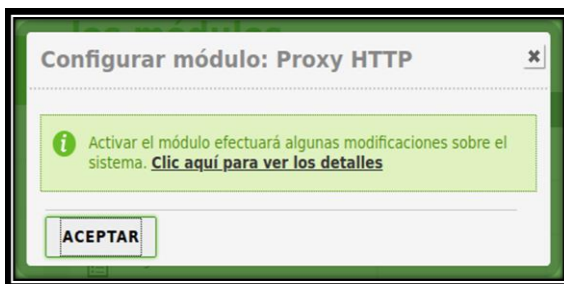 Configurar módulo: Proxy HTTP
Activar el módulo efectuará algunas modificaciones sobre el
sistema. Clic aquí para ver los detalles
ACEPTAR